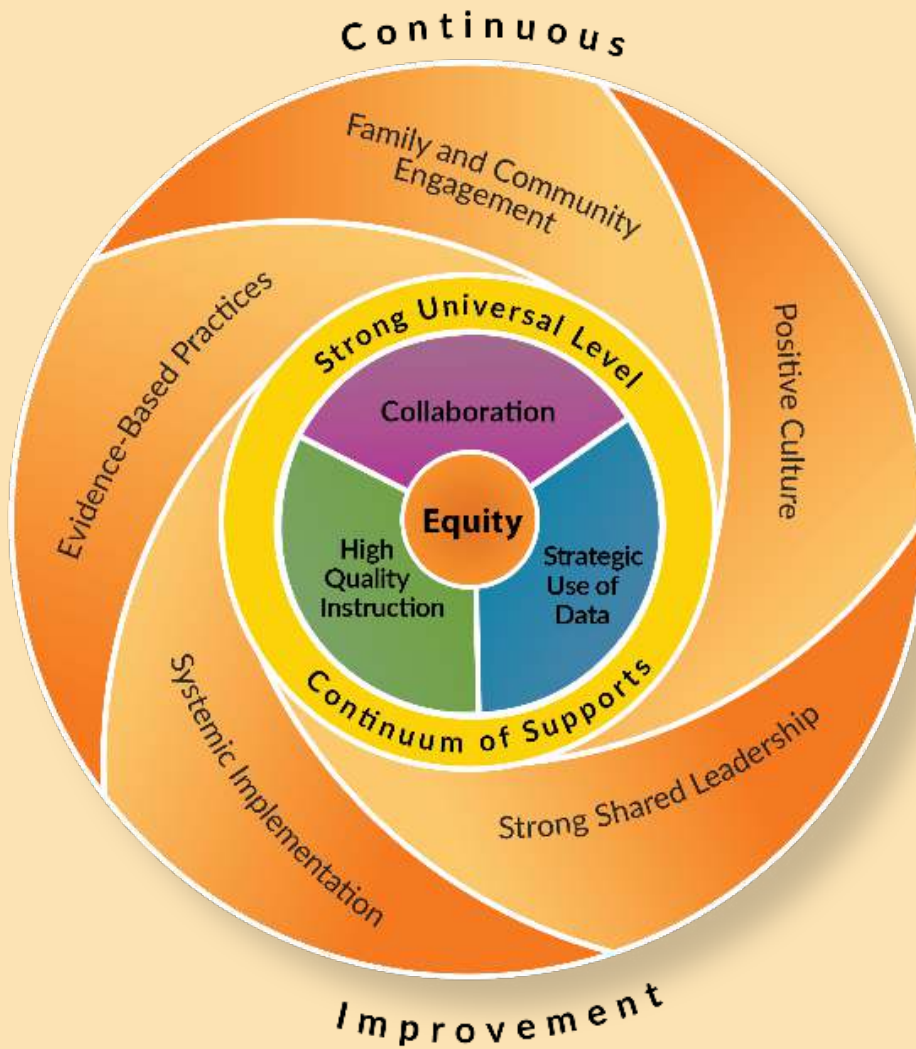 Continuous
Family and Community
Engagement
Positive Culture
Evidence-Based Practices
Strong Universal Level
Collaboration
Equity
High
Quality
Instruction
Strategic
Use of
Data
Continuum of Supports
Systemic Implementation
Strong Shared Leadership
Improvement